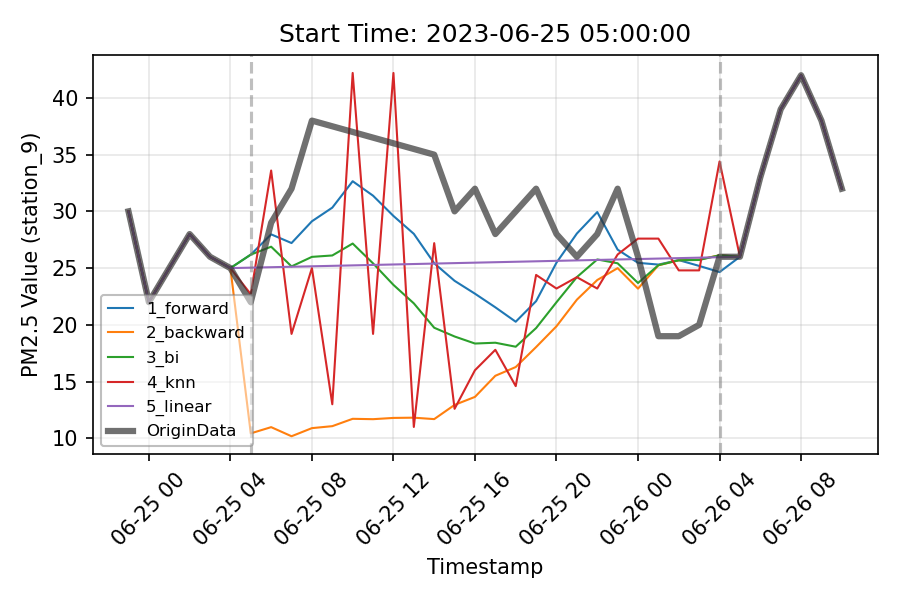 Start Time: 2023-06-25 05:00:00
PM2.5 Value (station_9)
40
35
30
25
20
15
10
1_forward
2_backward
3_bi
4_knn
5_linear
OriginData
06-25 00
06-25 04
06-25 08
06-25 12
06-25 16
06-25 20
06-26 00
06-26 04
06-26 08
Timestamp